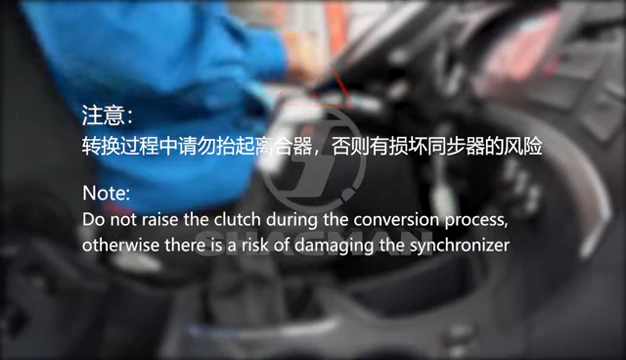 注意：
转换过程中请勿抬起离合器，否则有损坏同步器的风险
Note:
Do not raise the clutch during the conversion process,
otherwise there is a risk of damaging the synchronizer
SHACMAN